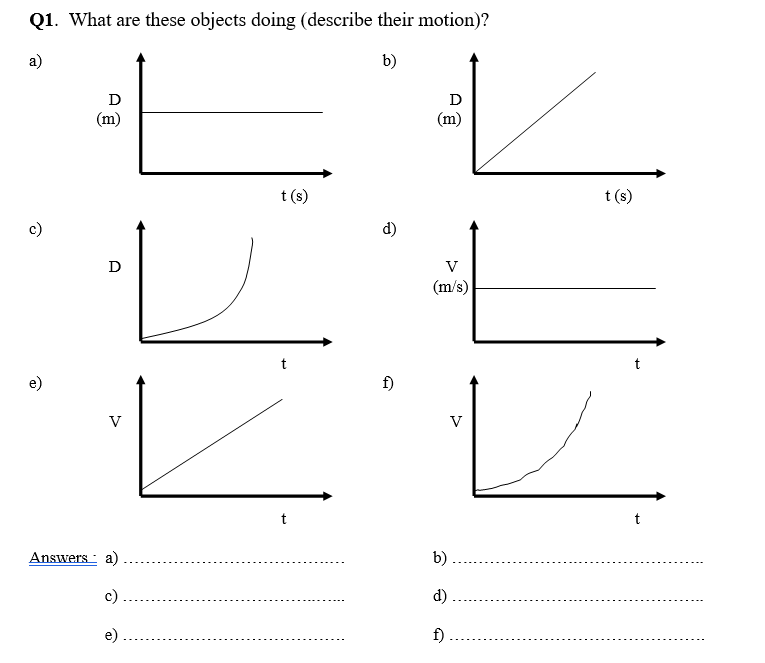 Q1. What are these objects doing (describe their motion)?
a)
D
(m)
t (s)
b)
D
(m)
t (s)
c)
D
t
d)
V
(m/s)
t
e)
V
t
f)
V
t
Answers : a) ............................................. b) .............................................
c) ............................................. d) .............................................
e) ............................................. f) .............................................